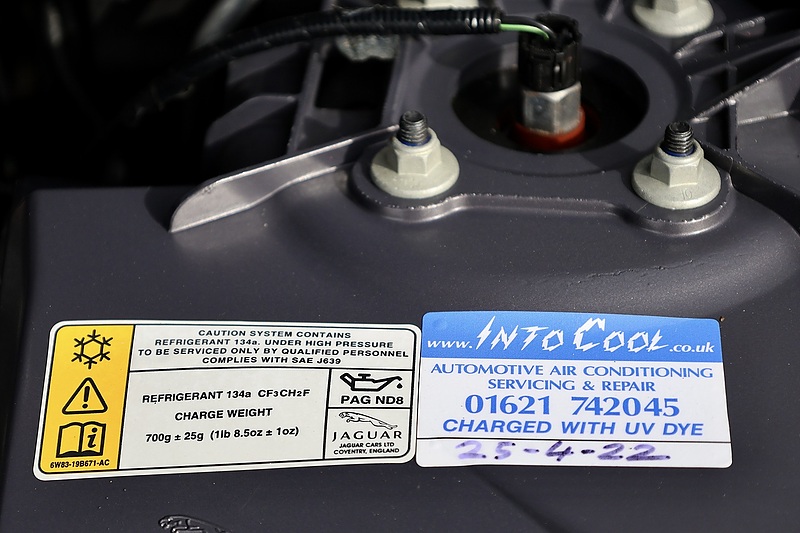 CAUTION SYSTEM CONTAINS
REFRIGERANT 134a. UNDER HIGH PRESSURE
TO BE SERVICED ONLY BY QUALIFIED PERSONNEL
COMPLIES WITH SAE J639
REFRIGERANT 134a CF3CH2F
CHARGE WEIGHT
700g ± 25g (1lb 8.5oz ± 1oz)
PAG ND8
JAGUAR
JAGUAR CARS LTD
COVENTRY, ENGLAND
6W83-19B671-AC
www.INTOCOOL.co.uk
AUTOMOTIVE AIR CONDITIONING
SERVICING & REPAIR
01621 742045
CHARGED WITH UV DYE
25-4-22